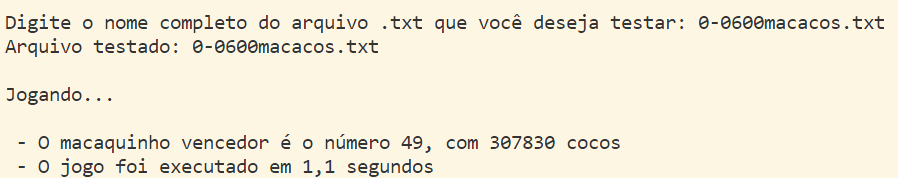 Digite o nome completo do arquivo .txt que você deseja testar: 0-0600macacos.txt
Arquivo testado: 0-0600macacos.txt
Jogando...
- O macaquinho vencedor é o número 49, com 307830 cocos
- O jogo foi executado em 1,1 segundos